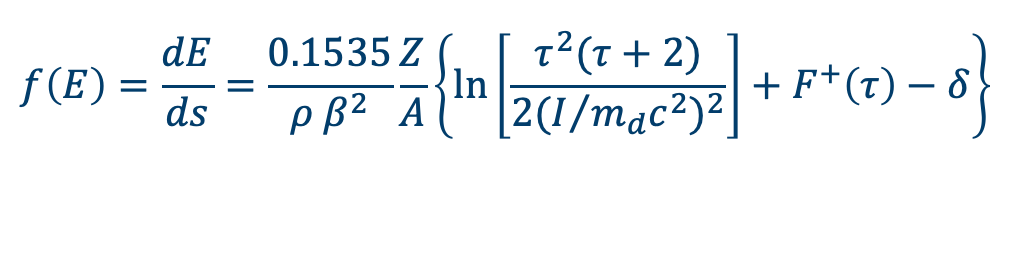 f(E) = dE/ds = 0.1535/(ρ β²) Z/A {ln [τ²(τ + 2)/(2(I/m_dc²)²)] + F⁺(τ) − δ}